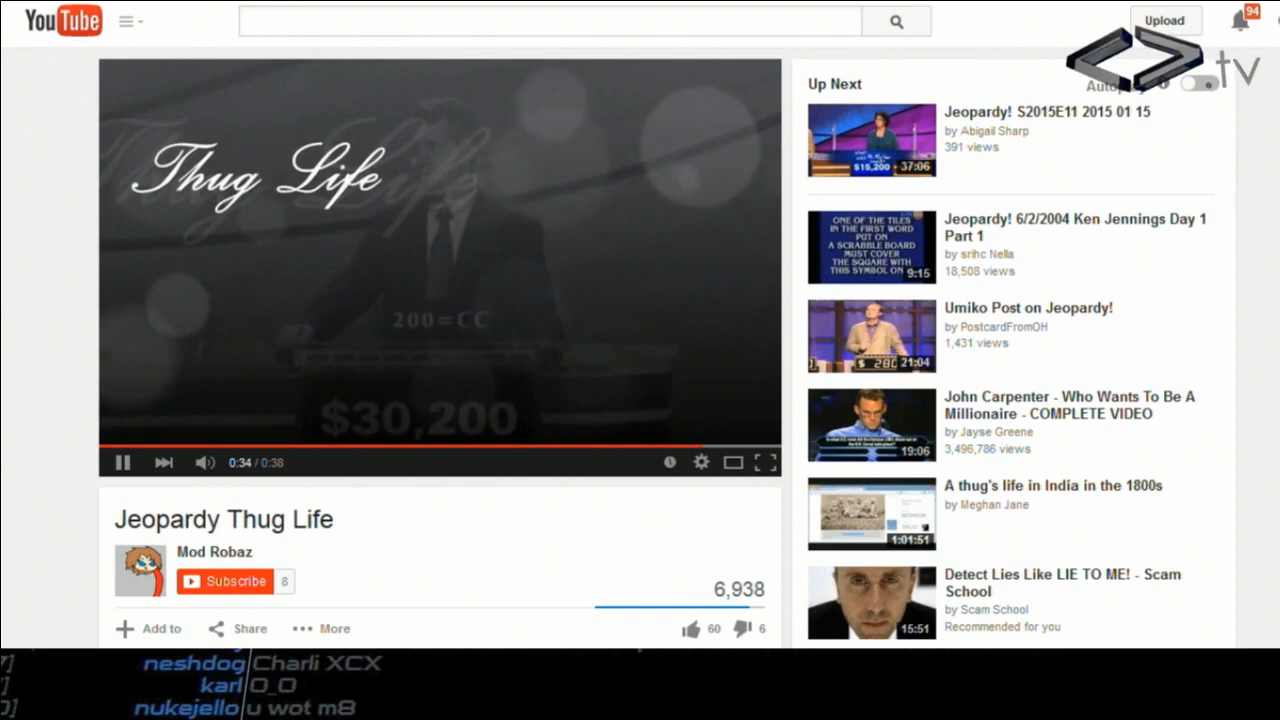 YouTube
Upload
94
tv
Thug Life
200=CC
$30,200
0:34 / 0:38
Jeopardy Thug Life
Mod Robaz
Subscribe 8
6,938
Add to Share More 60 6
Up Next
Jeopardy! S2015E11 2015 01 15
by Abigail Sharp
391 views
$15,200 37:06
ONE OF THE TILES
IN THE FIRST WORD
PUT ON
A SCRABBLE BOARD
MUST COVER
THE SQUARE WITH
THIS SYMBOL ON
9:15
Jeopardy! 6/2/2004 Ken Jennings Day 1
Part 1
by srihc Nella
18,508 views
Umiko Post on Jeopardy!
by PostcardFromOH
1,431 views
$ 280 21:04
John Carpenter - Who Wants To Be A
Millionaire - COMPLETE VIDEO
by Jayse Greene
3,496,786 views
19:06
A thug's life in India in the 1800s
by Meghan Jane
1:01:51
Detect Lies Like LIE TO ME! - Scam
School
by Scam School
Recommended for you
15:51
neshdog Charli XCX
karl O_O
nukejello u wot m8